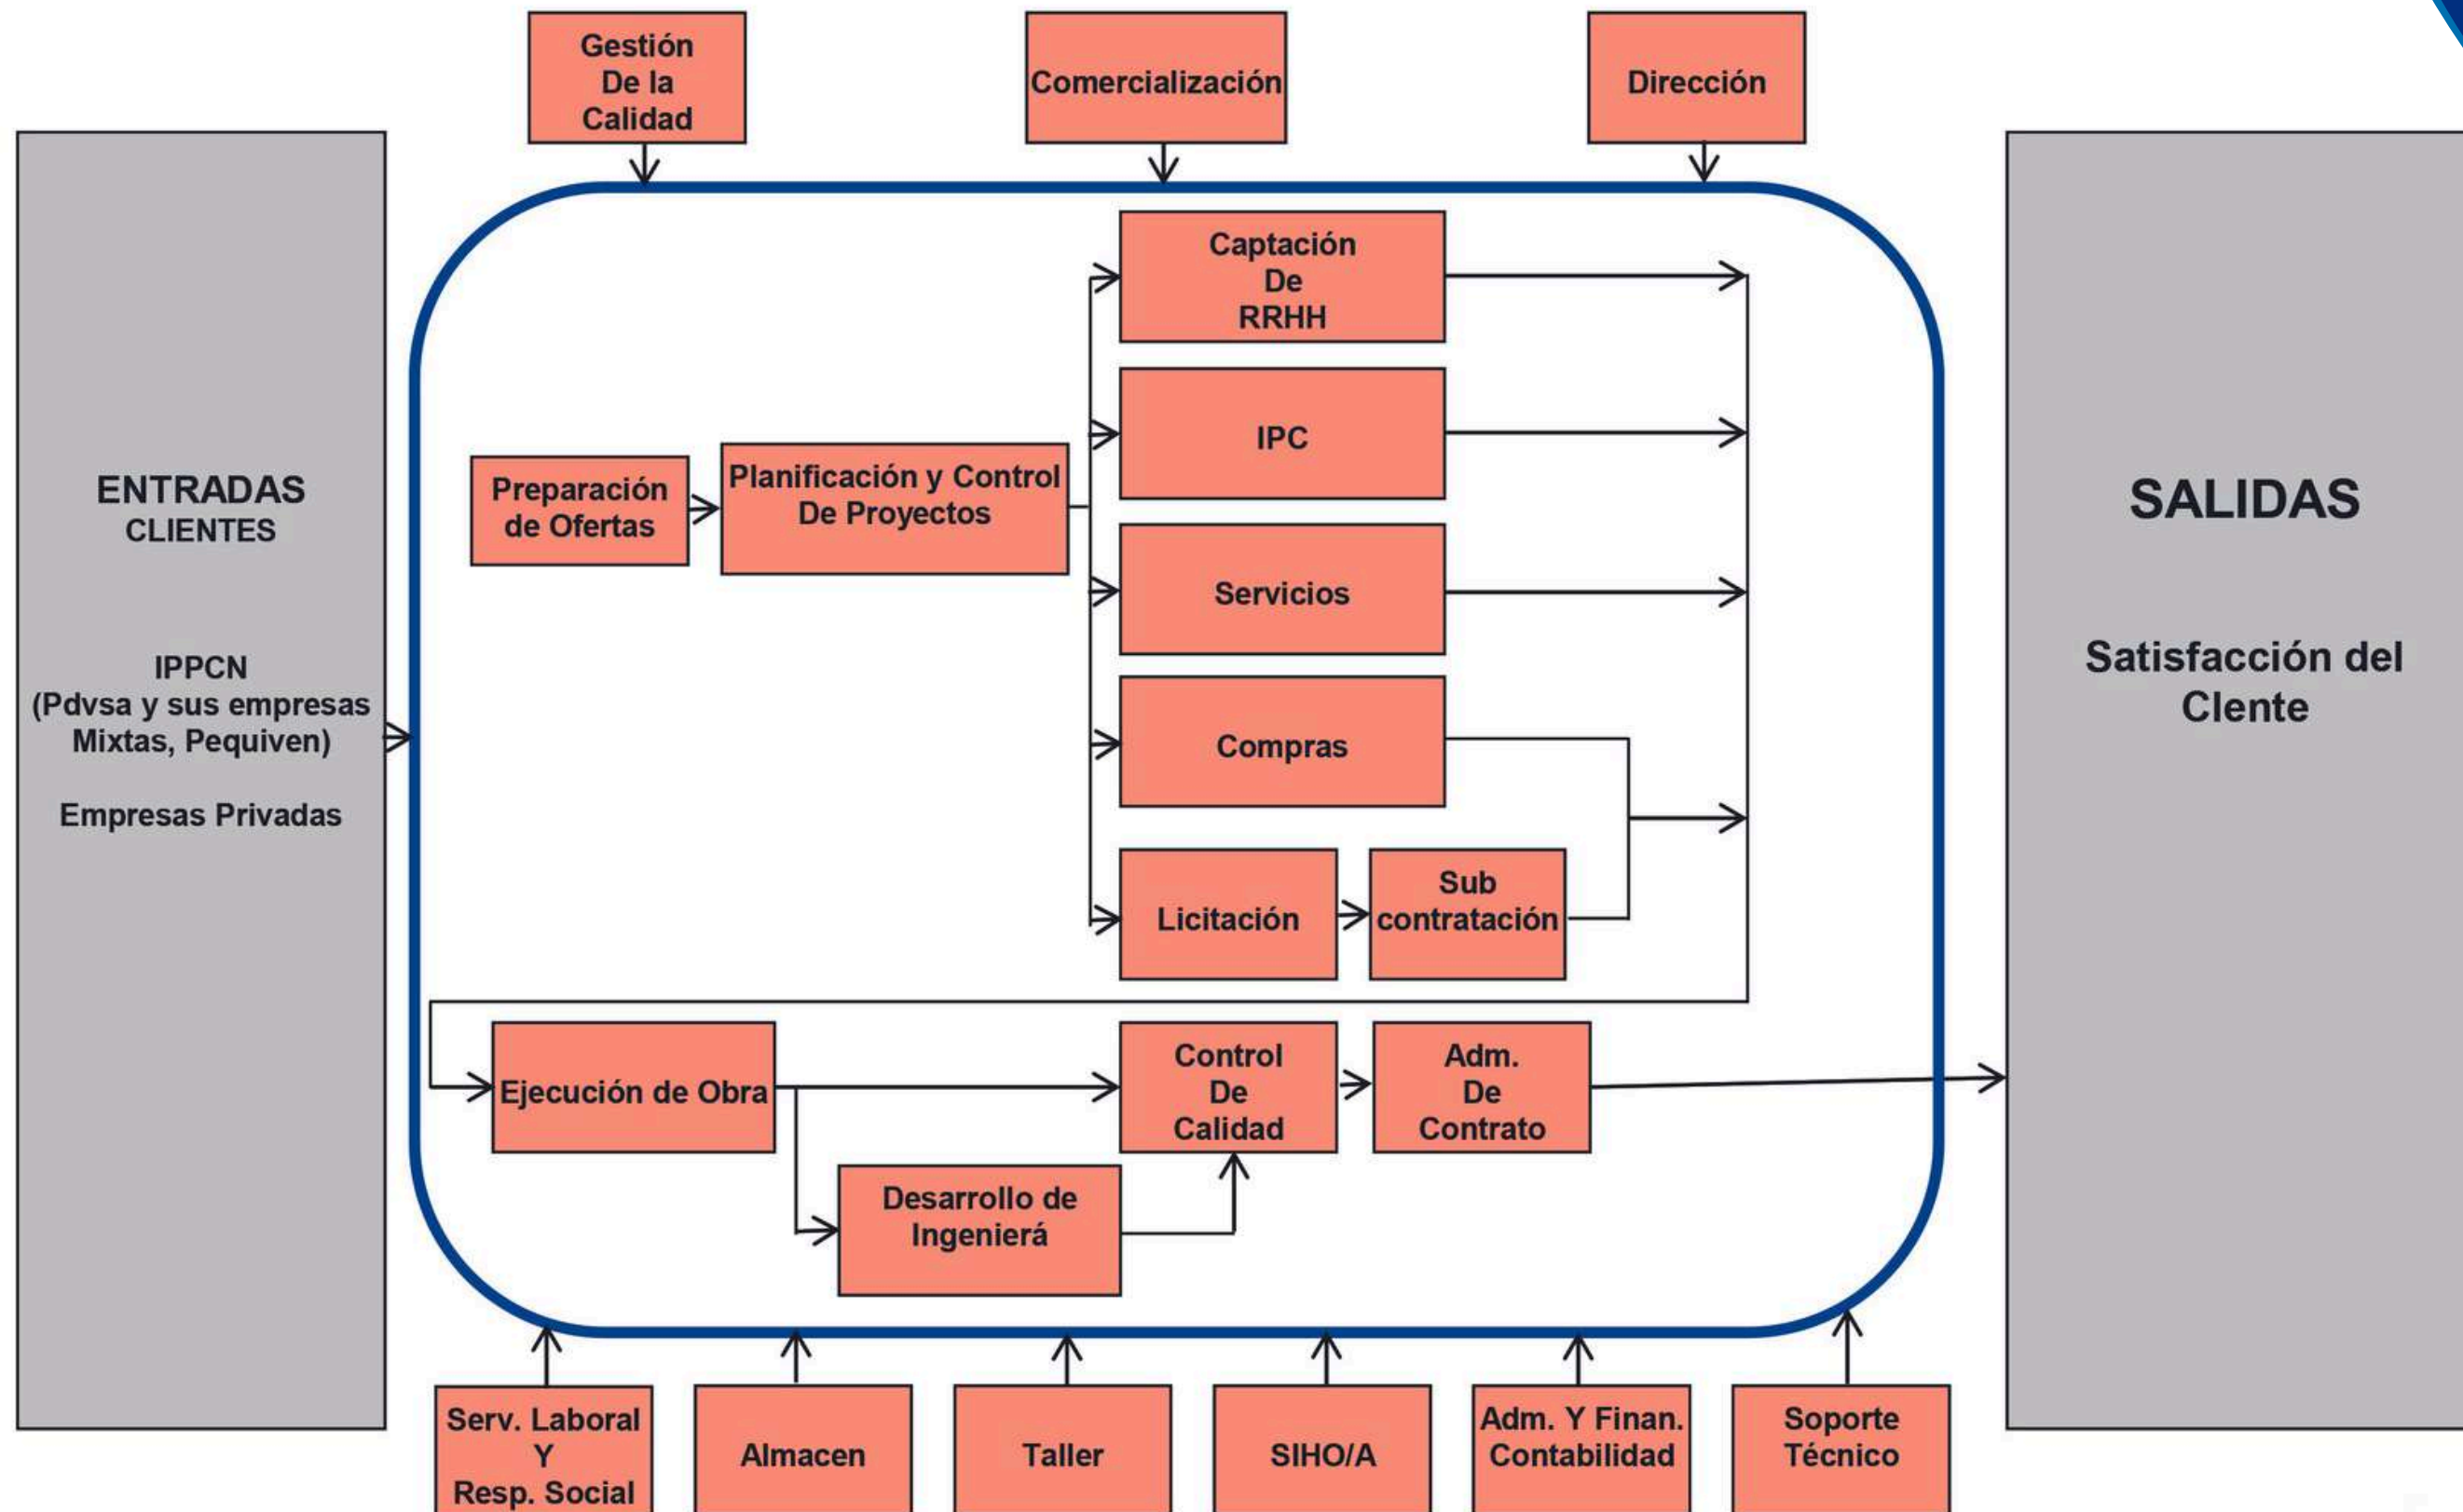 Gestión
De la
Calidad
Comercialización
Dirección
ENTRADAS
CLIENTES
IPPCN
(Pdvsa y sus empresas
Mixtas, Pequiven)
Empresas Privadas
Preparación
de Ofertas
Planificación y Control
De Proyectos
Captación
De
RRHH
IPC
Servicios
Compras
Licitación
Sub
contratación
Ejecución de Obra
Desarrollo de
Ingenierá
Control
De
Calidad
Adm.
De
Contrato
SALIDAS
Satisfacción del
Clente
Serv. Laboral
Y
Resp. Social
Almacen
Taller
SIHO/A
Adm. Y Finan.
Contabilidad
Soporte
Técnico